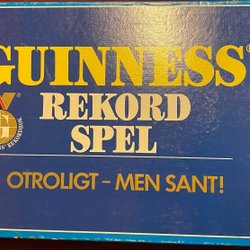 GUINNESS
REKORD
SPEL
OTROLIGT – MEN SANT!